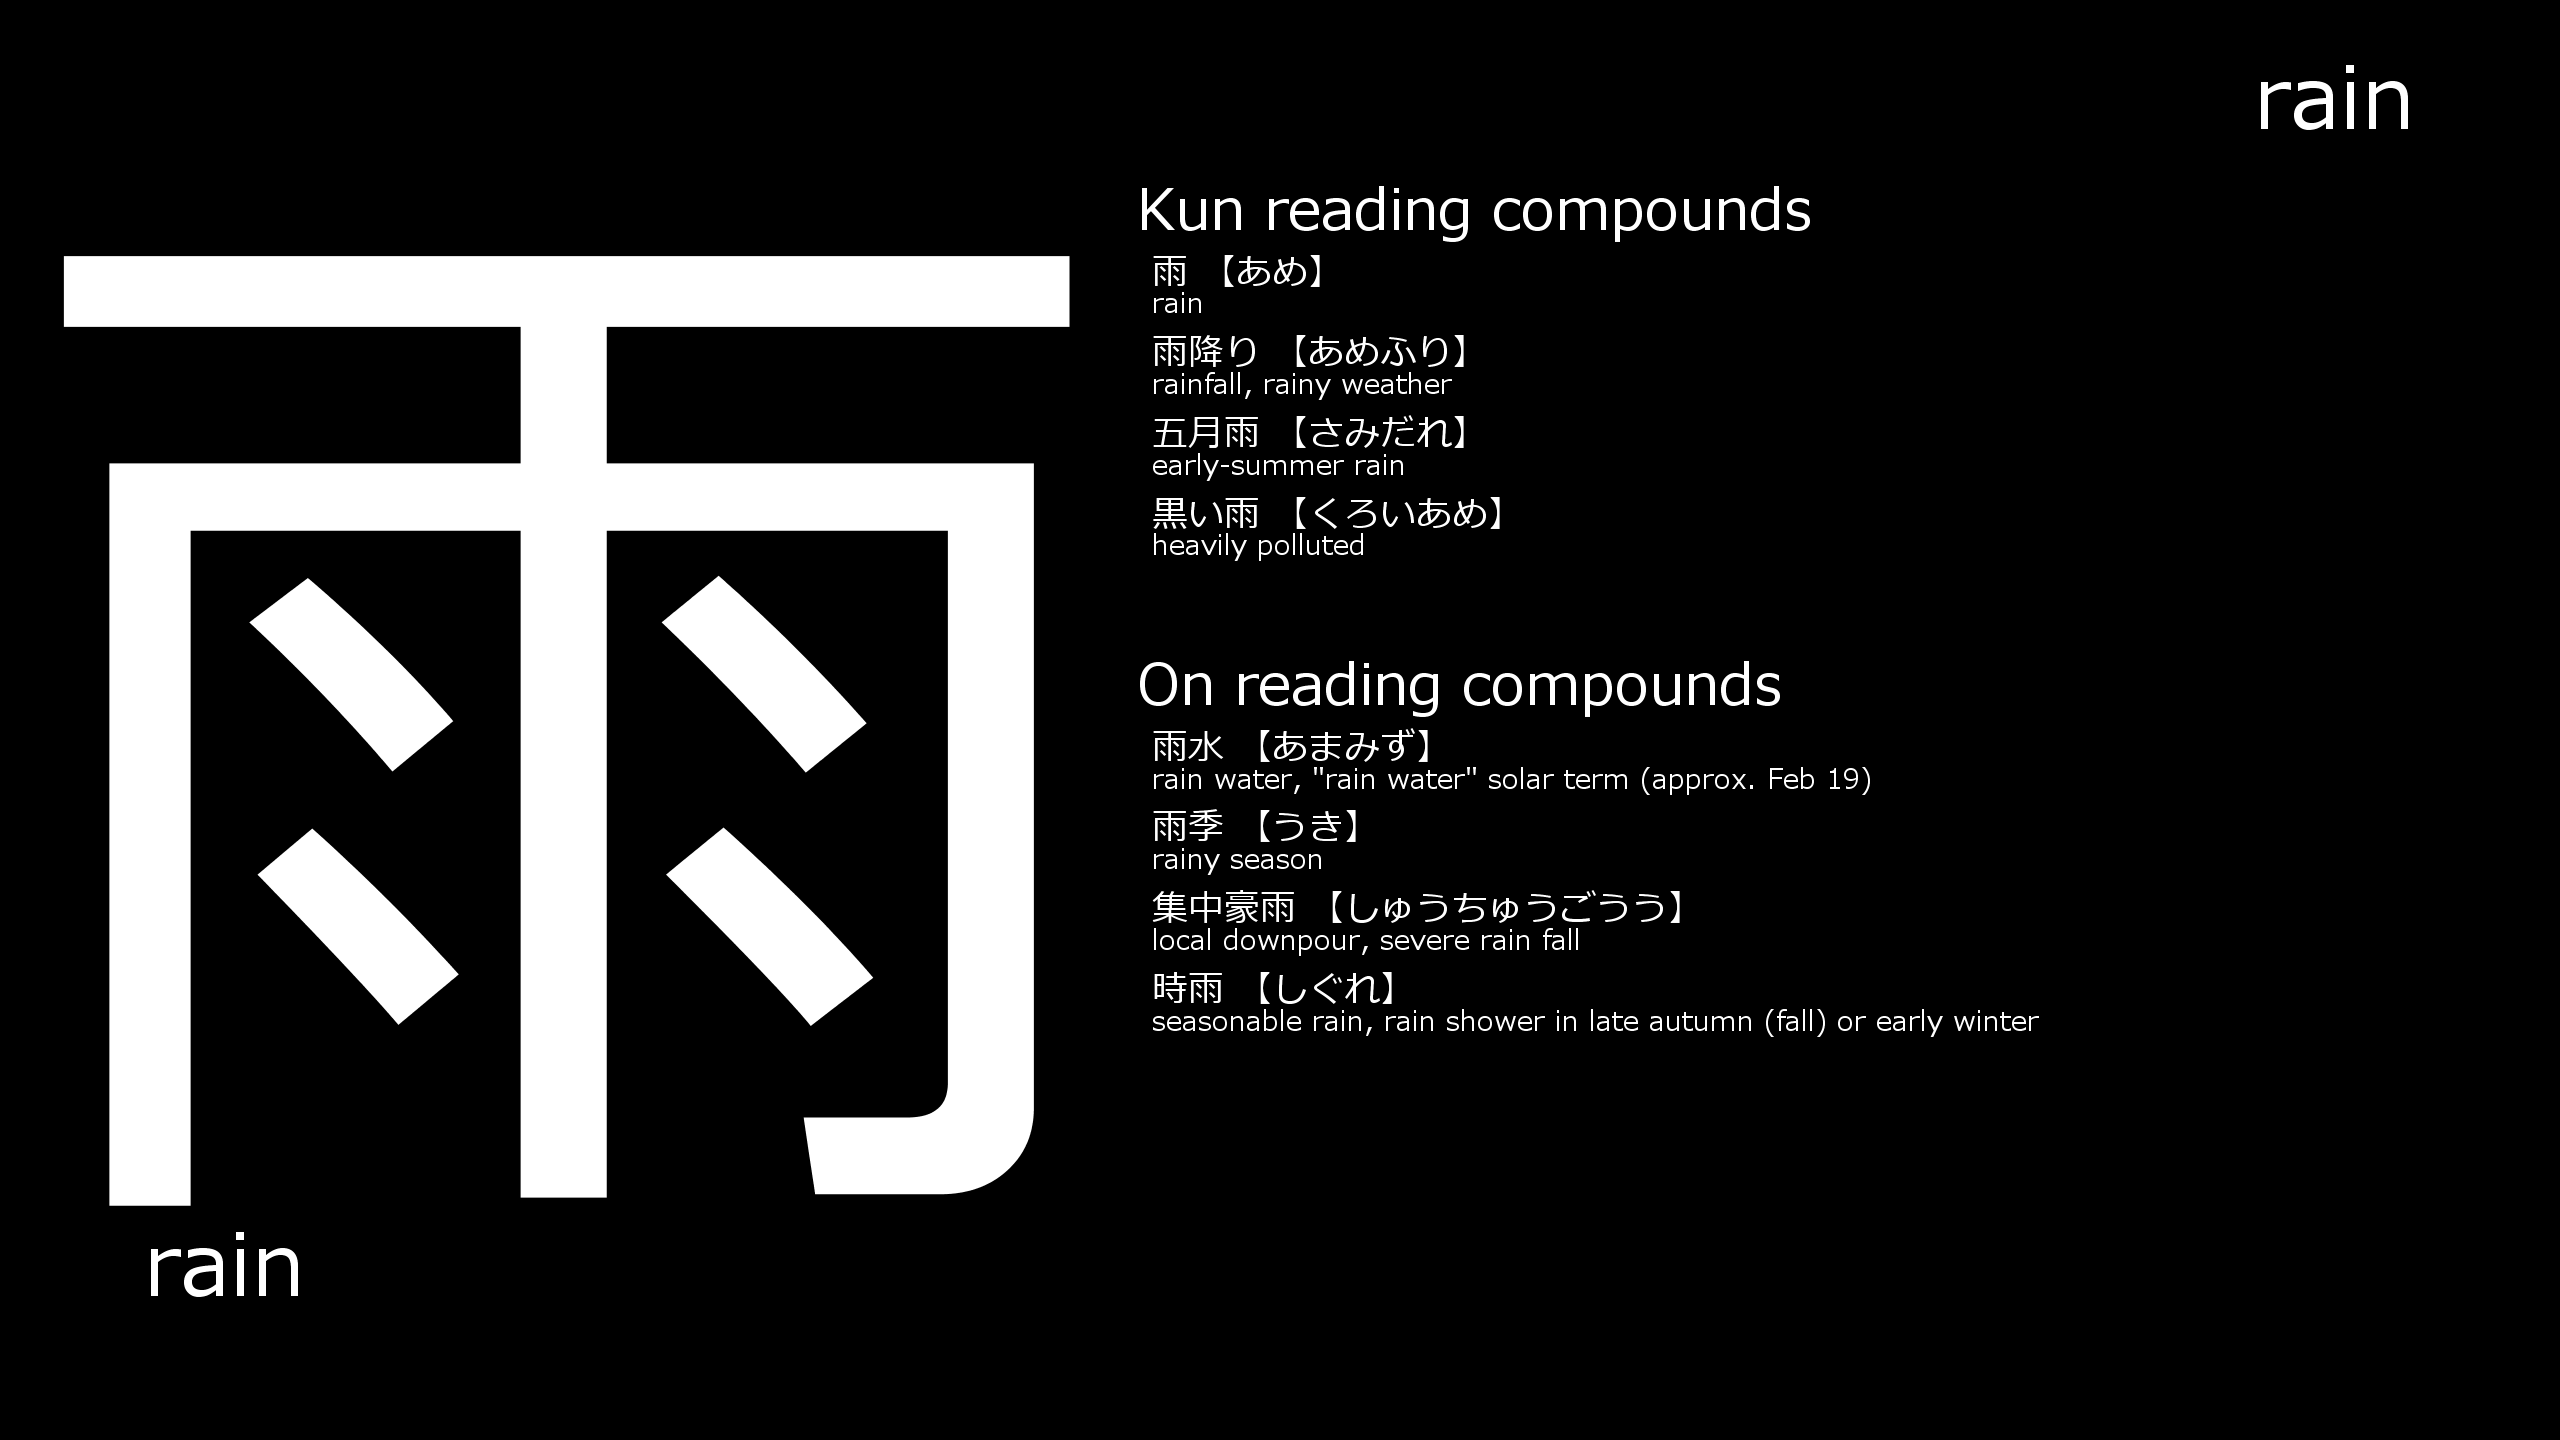 rain
雨
rain
Kun reading compounds
雨 【あめ】
rain
雨降り 【あめふり】
rainfall, rainy weather
五月雨 【さみだれ】
early-summer rain
黒い雨 【くろいあめ】
heavily polluted
On reading compounds
雨水 【あまみず】
rain water, "rain water" solar term (approx. Feb 19)
雨季 【うき】
rainy season
集中豪雨 【しゅうちゅうごうう】
local downpour, severe rain fall
時雨 【しぐれ】
seasonable rain, rain shower in late autumn (fall) or early winter